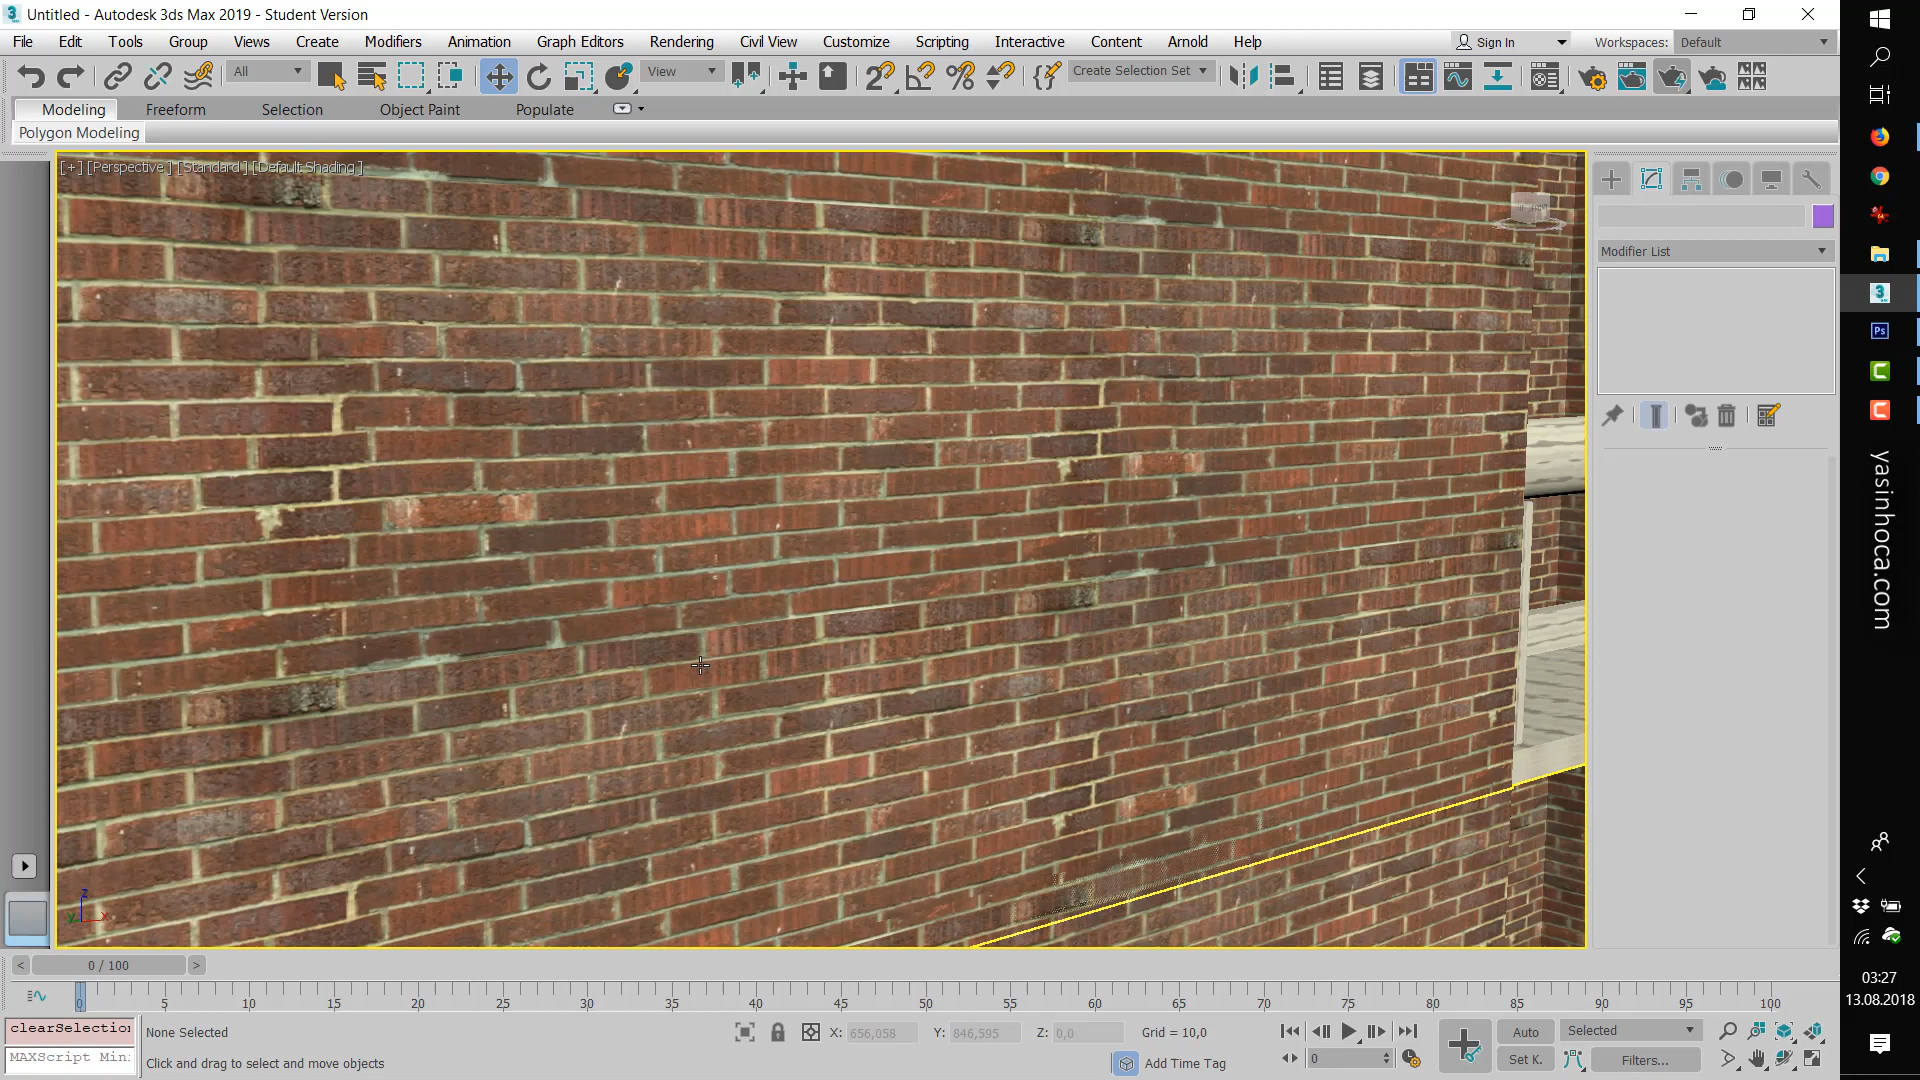 Untitled - Autodesk 3ds Max 2019 - Student Version
File Edit Tools Group Views Create Modifiers Animation Graph Editors Rendering Civil View Customize Scripting Interactive Content Arnold Help
Sign In
Workspaces: Default
All
View
Create Selection Set
Modeling Freeform Selection Object Paint Populate
Polygon Modeling
[+] [Perspective] [Standard] [Default Shading]
Modifier List
yasinhoca.com
03:27
13.08.2018
< 0 / 100 >
0 5 10 15 20 25 30 35 40 45 50 55 60 65 70 75 80 85 90 95 100
clearSelection
None Selected
X: 656,058 Y: 846,595 Z: 0,0 Grid = 10,0
Auto Selected
MAXScript Min
Click and drag to select and move objects
Add Time Tag
0
Set K. Filters...
z
y
x